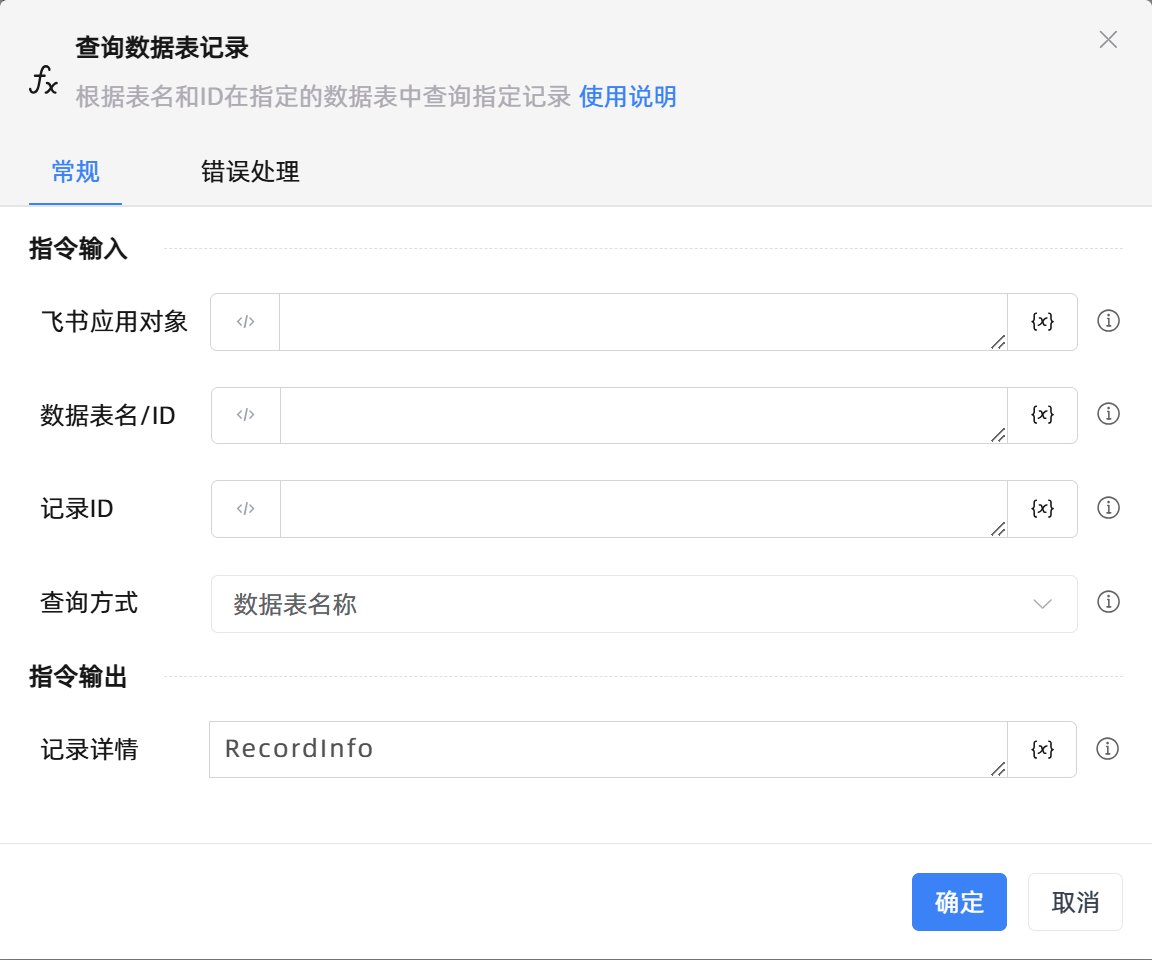 查询数据表记录
根据表名和ID在指定的数据表中查询指定记录 使用说明
常规 错误处理
指令输入
飞书应用对象 </> {x}
数据表名/ID </> {x}
记录ID </> {x}
查询方式 数据表名称
指令输出
记录详情 RecordInfo {x}
确定 取消